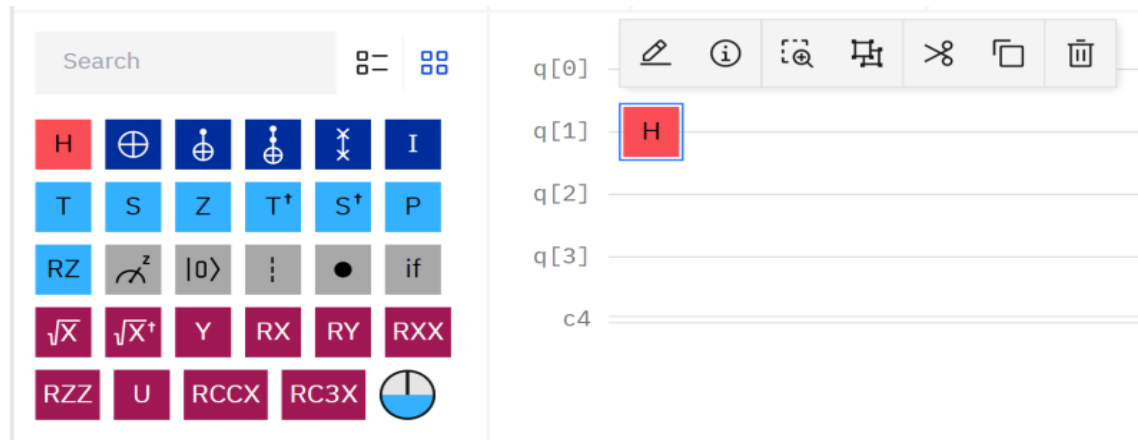 Search
q[0]
q[1] H
q[2]
q[3]
c4
H I
T S Z T† S† P
RZ z |0⟩ if
√X √X† Y RX RY RXX
RZZ U RCCX RC3X